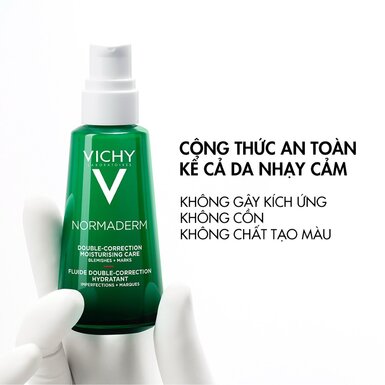 VICHY
LABORATOIRES
NORMADERM
DOUBLE-CORRECTION
MOISTURISING CARE
BLEMISHES + MARKS
FLUIDE DOUBLE-CORRECTION
HYDRATANT
IMPERFECTIONS + MARQUES
CÔNG THỨC AN TOÀN
KỂ CẢ DA NHẠY CẢM
KHÔNG GÂY KÍCH ỨNG
KHÔNG CỒN
KHÔNG CHẤT TẠO MÀU